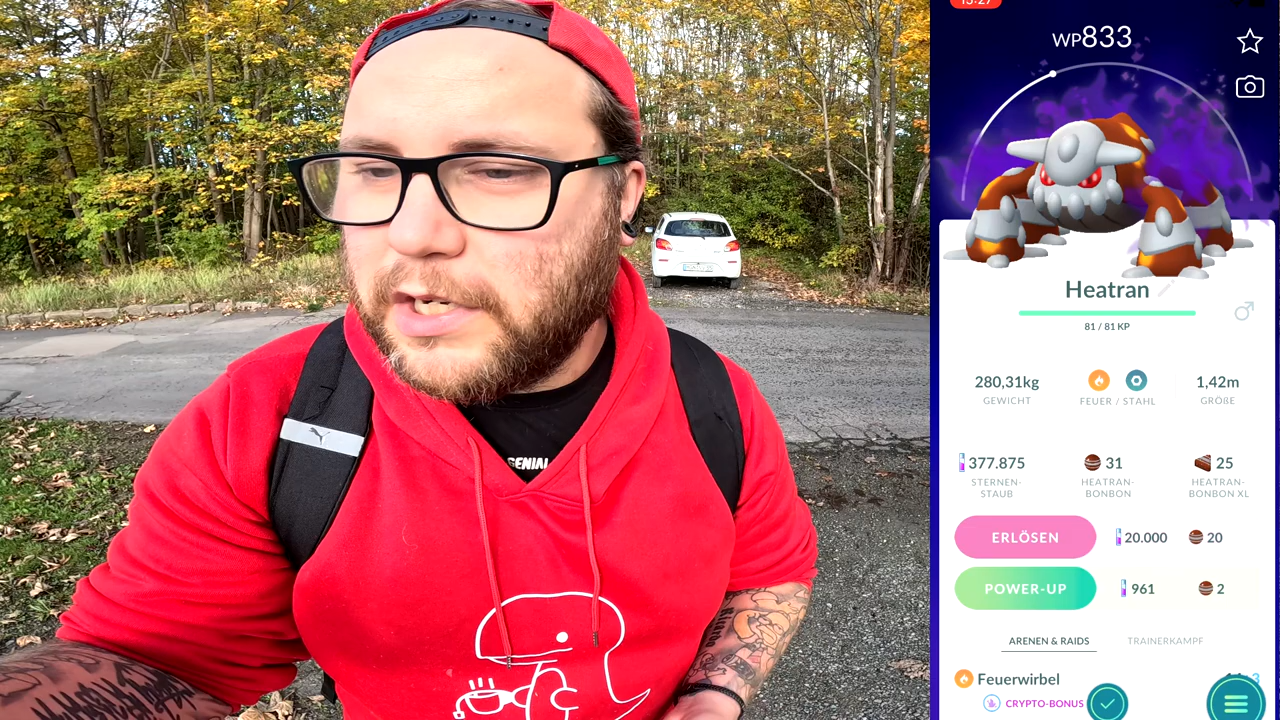 15:27
WP833
Heatran
81 / 81 KP
280,31kg
GEWICHT
FEUER / STAHL
1,42m
GRÖßE
377.875
STERNEN-
STAUB
31
HEATRAN-
BONBON
25
HEATRAN-
BONBON XL
ERLÖSEN
20.000
20
POWER-UP
961
2
ARENEN & RAIDS
TRAINERKAMPF
Feuerwirbel
CRYPTO-BONUS
GENIAL